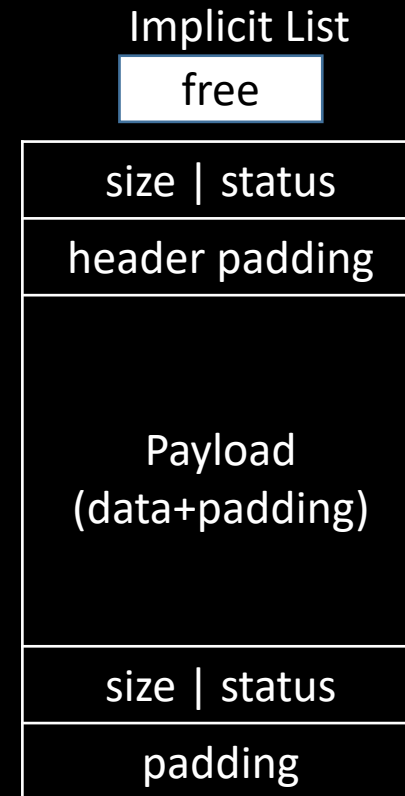 Implicit List
free
size | status
header padding
Payload
(data+padding)
size | status
padding